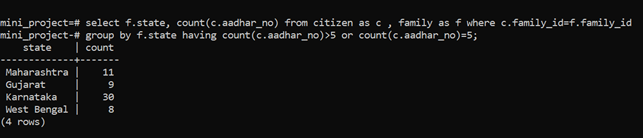 mini_project=# select f.state, count(c.aadhar_no) from citizen as c , family as f where c.family_id=f.family_id
mini_project-# group by f.state having count(c.aadhar_no)>5 or count(c.aadhar_no)=5;
    state    | count
-------------+-------
 Maharashtra |    11
 Gujarat     |     9
 Karnataka   |    30
 West Bengal |     8
(4 rows)